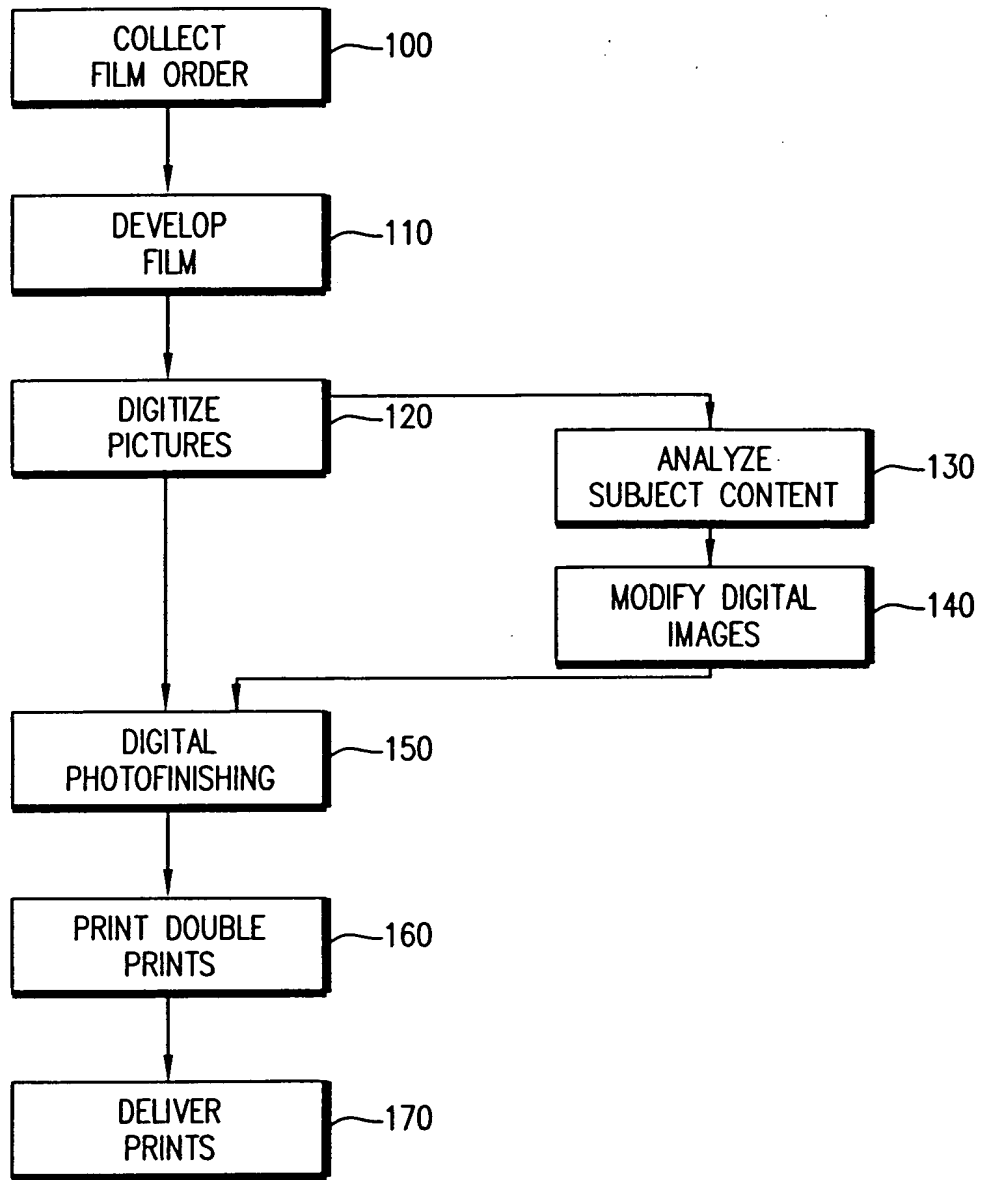 COLLECT
FILM ORDER
100
DEVELOP
FILM
110
DIGITIZE
PICTURES
120
ANALYZE
SUBJECT CONTENT
130
MODIFY DIGITAL
IMAGES
140
DIGITAL
PHOTOFINISHING
150
PRINT DOUBLE
PRINTS
160
DELIVER
PRINTS
170